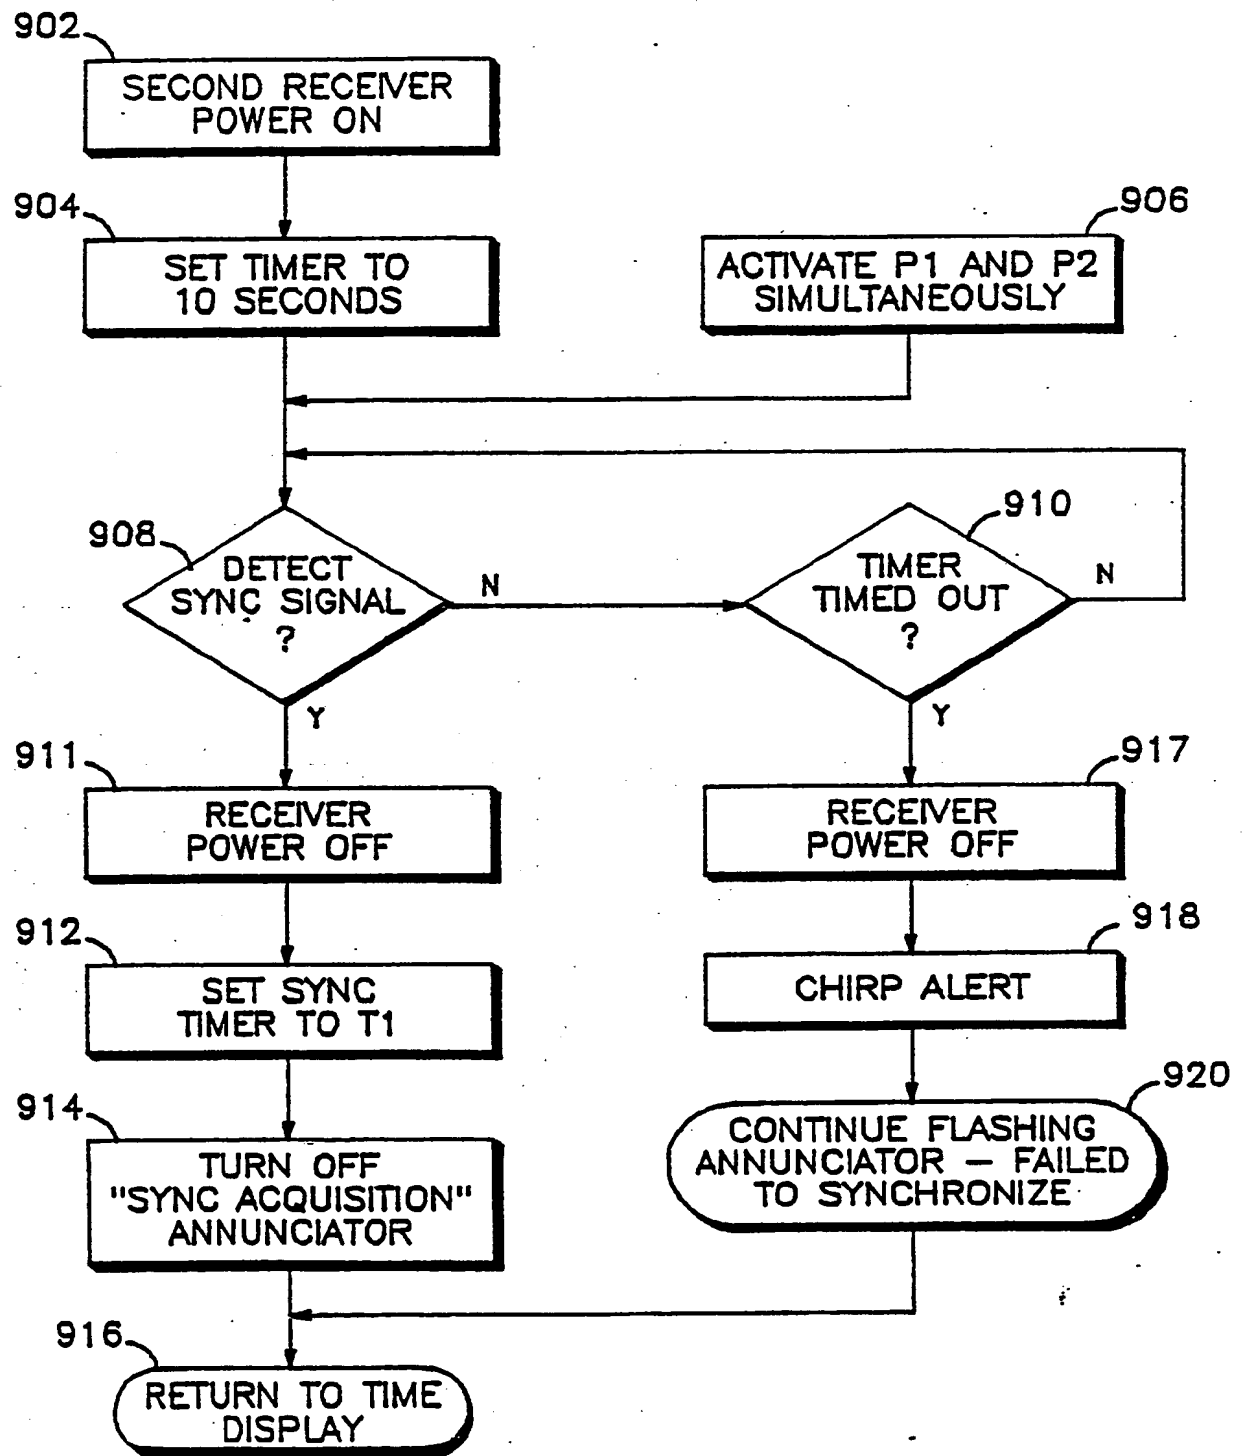 902
SECOND RECEIVER
POWER ON
904
SET TIMER TO
10 SECONDS
906
ACTIVATE P1 AND P2
SIMULTANEOUSLY
908
DETECT
SYNC SIGNAL
?
N
910
TIMER
TIMED OUT
?
N
Y
Y
911
RECEIVER
POWER OFF
917
RECEIVER
POWER OFF
912
SET SYNC
TIMER TO T1
918
CHIRP ALERT
914
TURN OFF
"SYNC ACQUISITION"
ANNUNCIATOR
920
CONTINUE FLASHING
ANNUNCIATOR – FAILED
TO SYNCHRONIZE
916
RETURN TO TIME
DISPLAY